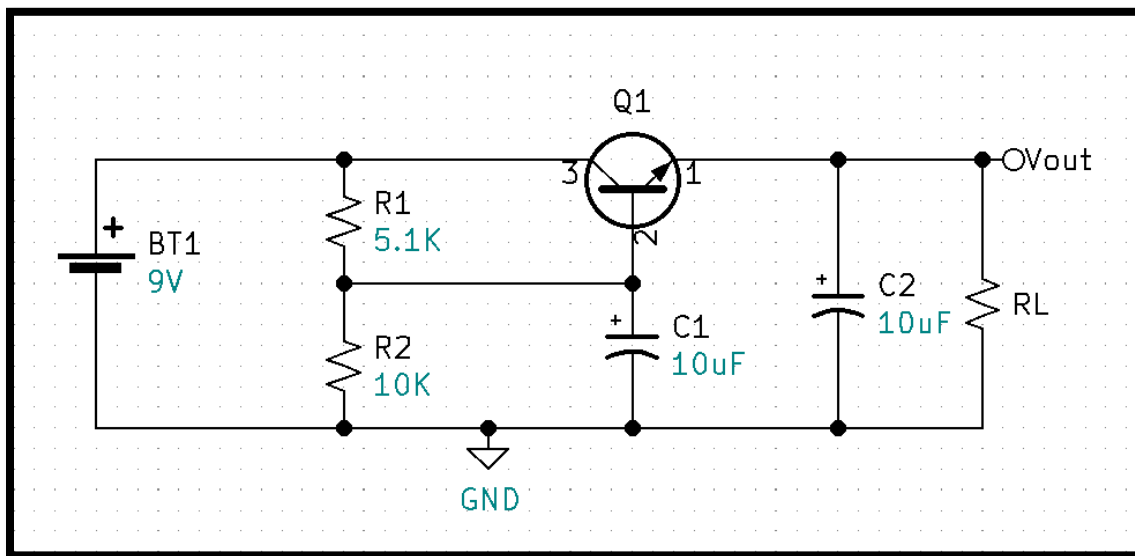 Q1
3
1
2
Vout
R1
5.1K
+
BT1
9V
R2
10K
+
C1
10uF
+
C2
10uF
RL
GND